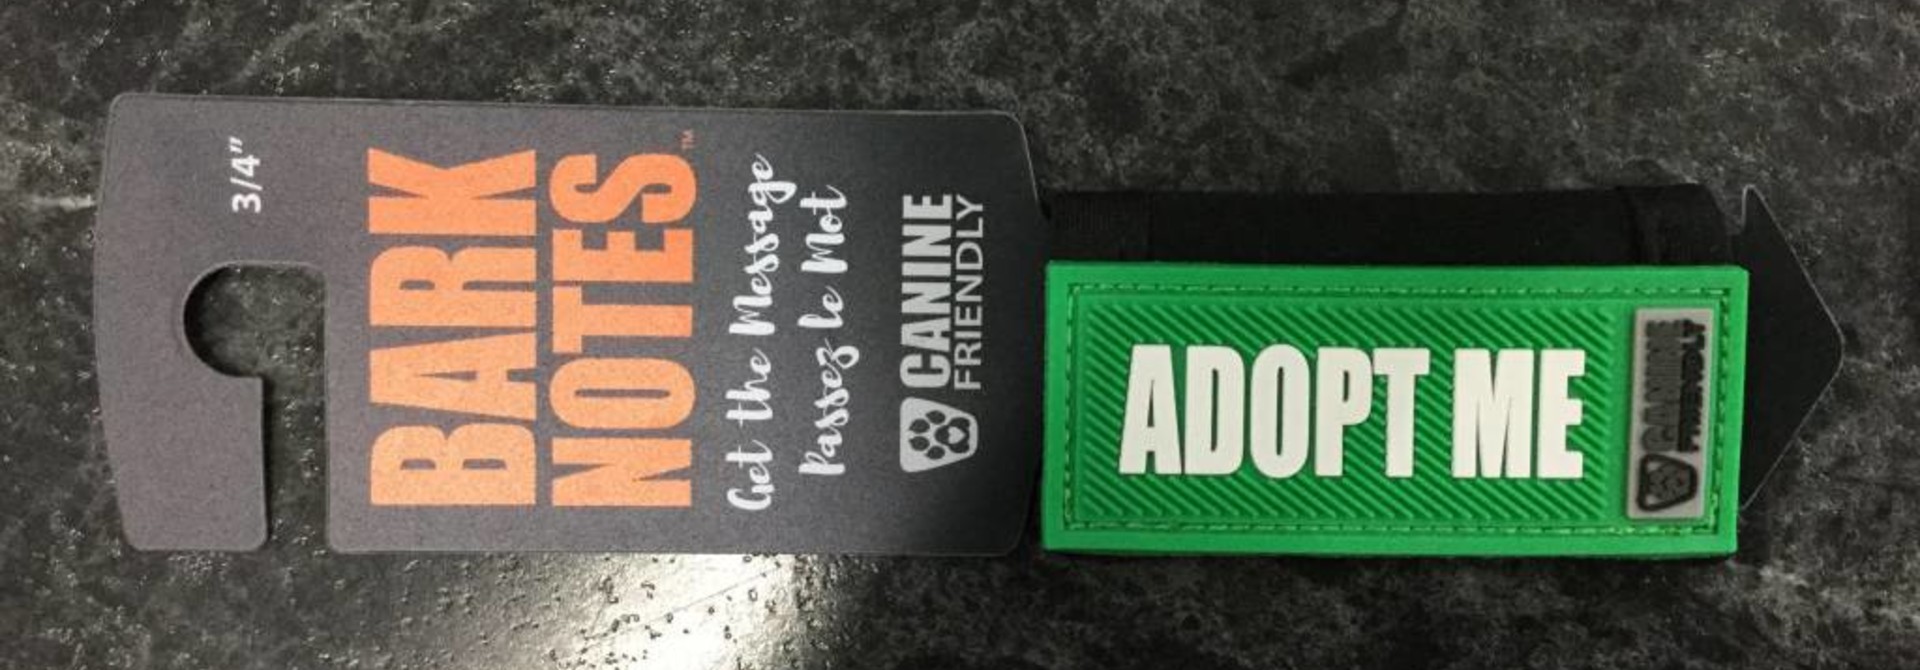 3/4"
BARK
NOTES™
Get the Message
Passez le Mot
CANINE
FRIENDLY
ADOPT ME
CANINE
FRIENDLY